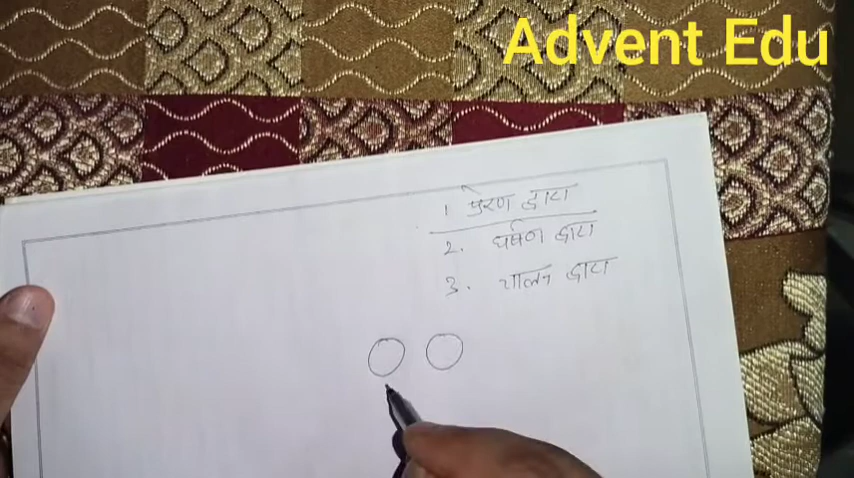 Advent Edu
1 प्रेरण द्वारा
2. घर्षण द्वारा
3. चालन द्वारा